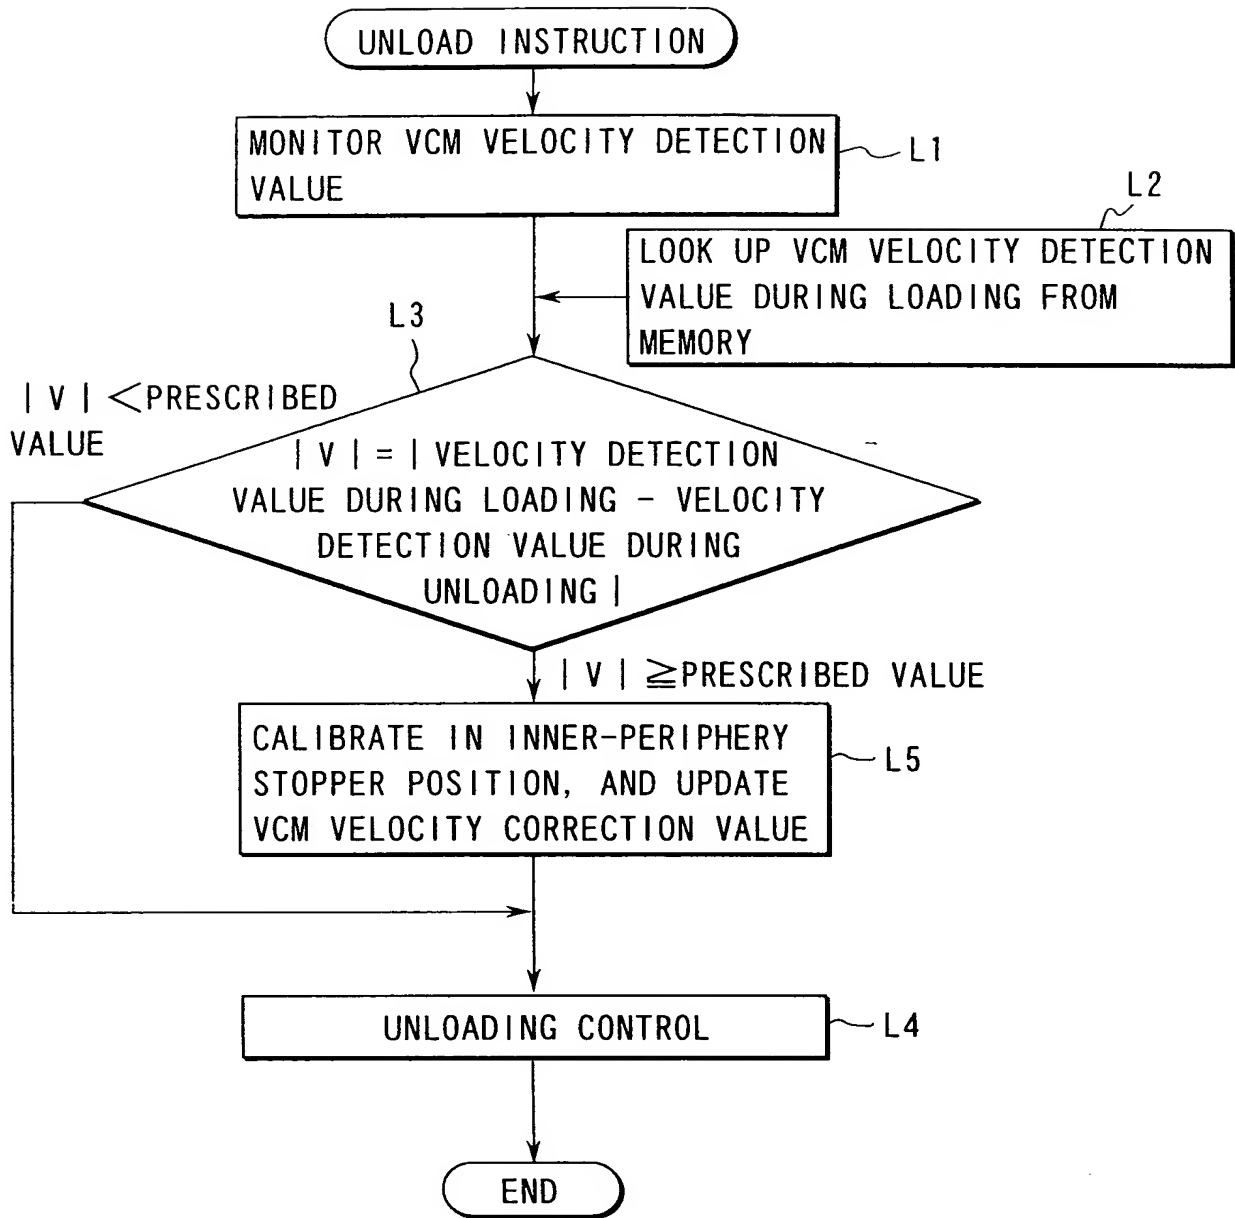 UNLOAD INSTRUCTION
MONITOR VCM VELOCITY DETECTION
VALUE
L1
L2
LOOK UP VCM VELOCITY DETECTION
VALUE DURING LOADING FROM
MEMORY
L3
|V| <PRESCRIBED
VALUE
|V| = | VELOCITY DETECTION
VALUE DURING LOADING - VELOCITY
DETECTION VALUE DURING
UNLOADING |
|V| ≧PRESCRIBED VALUE
CALIBRATE IN INNER-PERIPHERY
STOPPER POSITION, AND UPDATE
VCM VELOCITY CORRECTION VALUE
L5
UNLOADING CONTROL
L4
END